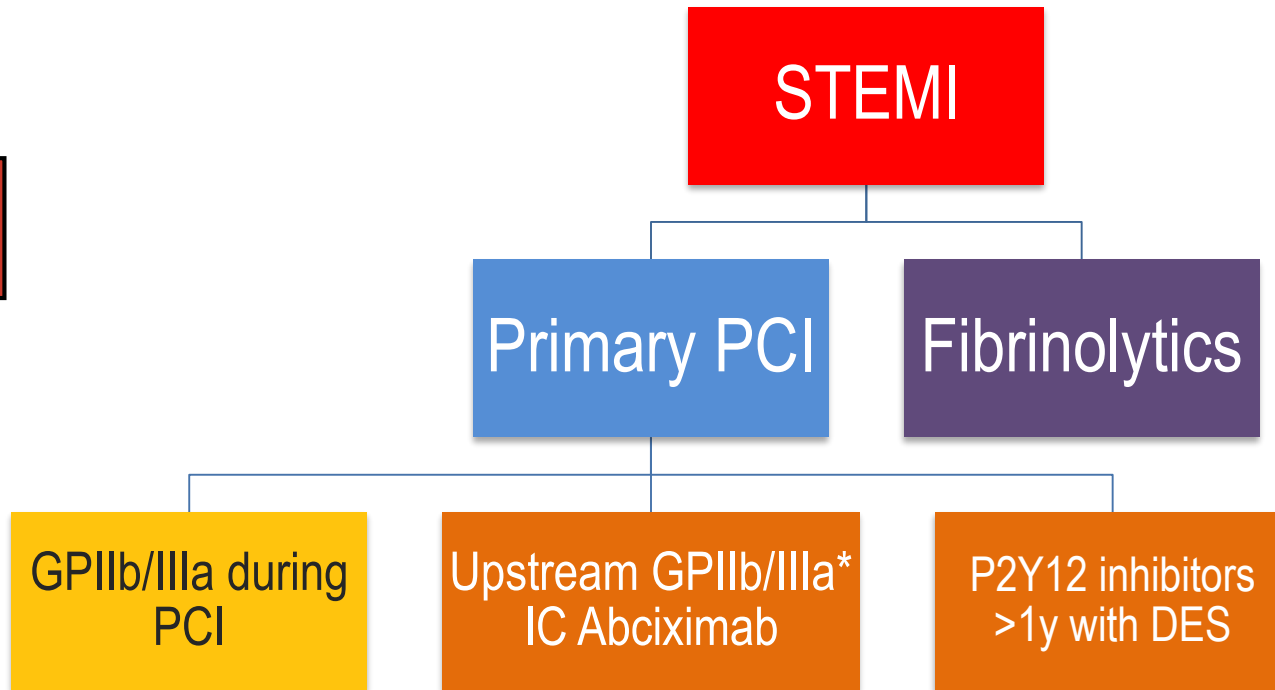 STEMI
Primary PCI
Fibrinolytics
GPIIb/IIIa during
PCI
Upstream GPIIb/IIIa*
IC Abciximab
P2Y12 inhibitors
>1y with DES